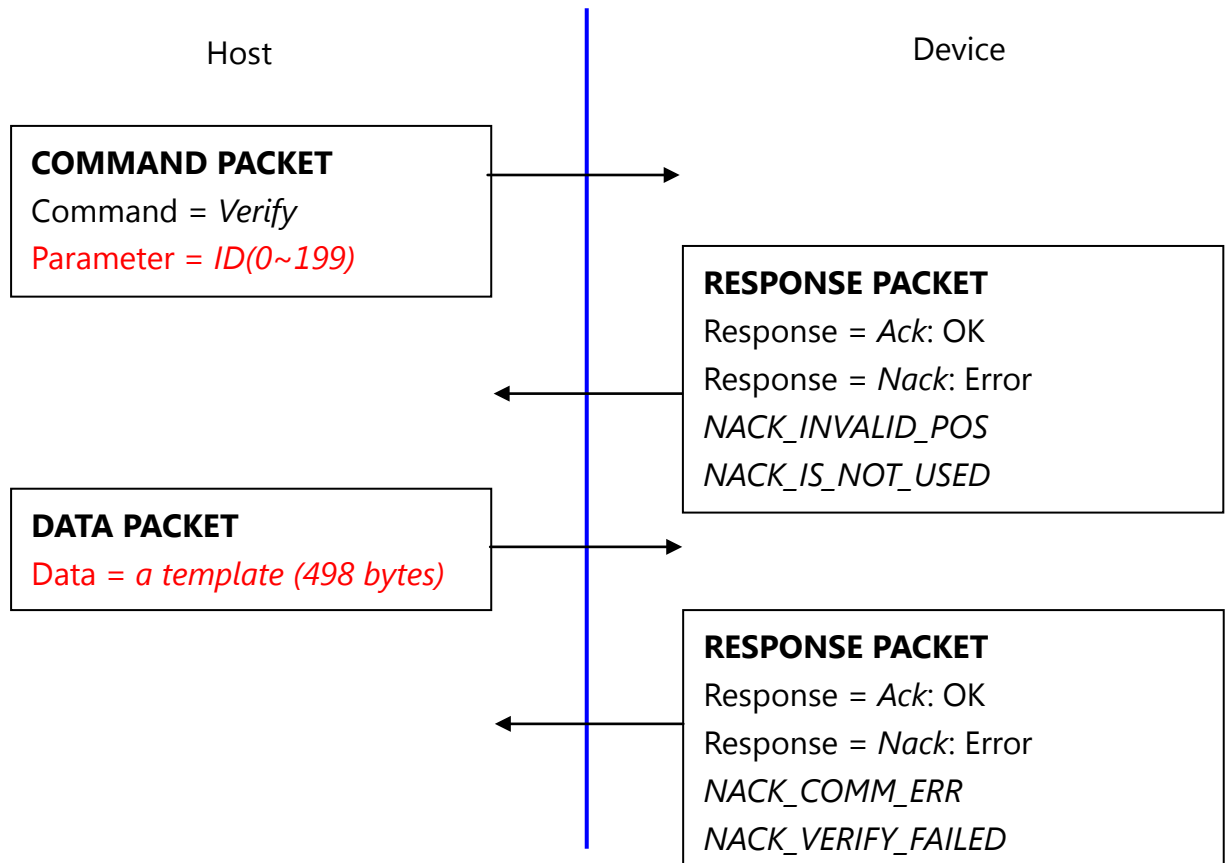 Host
Device
COMMAND PACKET
Command = Verify
Parameter = ID(0~199)
RESPONSE PACKET
Response = Ack: OK
Response = Nack: Error
NACK_INVALID_POS
NACK_IS_NOT_USED
DATA PACKET
Data = a template (498 bytes)
RESPONSE PACKET
Response = Ack: OK
Response = Nack: Error
NACK_COMM_ERR
NACK_VERIFY_FAILED